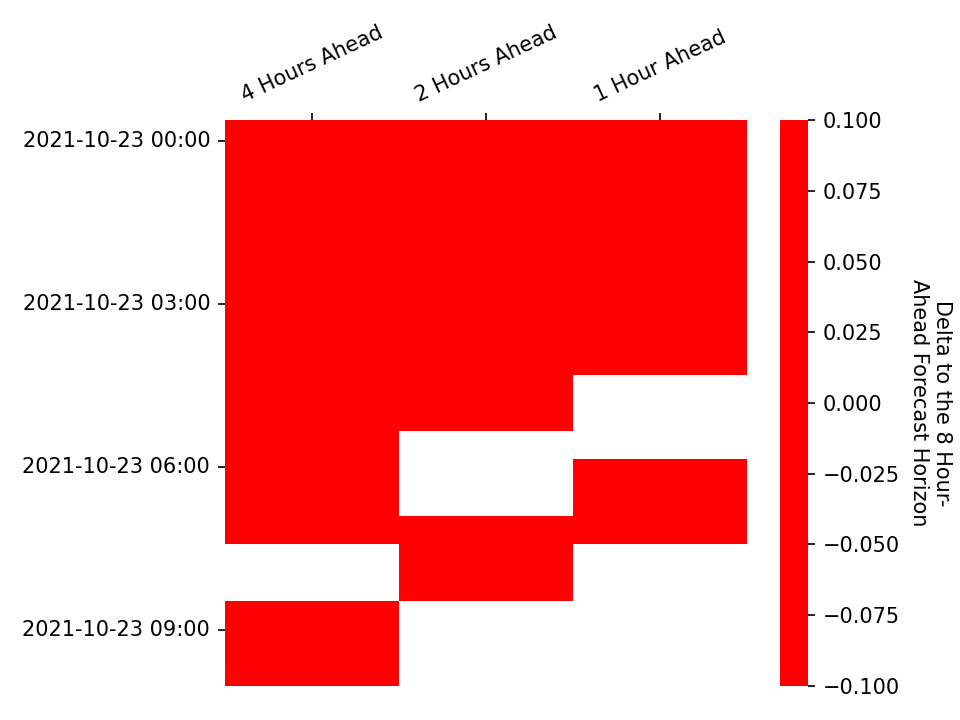 4 Hours Ahead
2 Hours Ahead
1 Hour Ahead
2021-10-23 00:00
2021-10-23 03:00
2021-10-23 06:00
2021-10-23 09:00
0.100
0.075
0.050
0.025
0.000
−0.025
−0.050
−0.075
−0.100
Delta to the 8 Hour-
Ahead Forecast Horizon